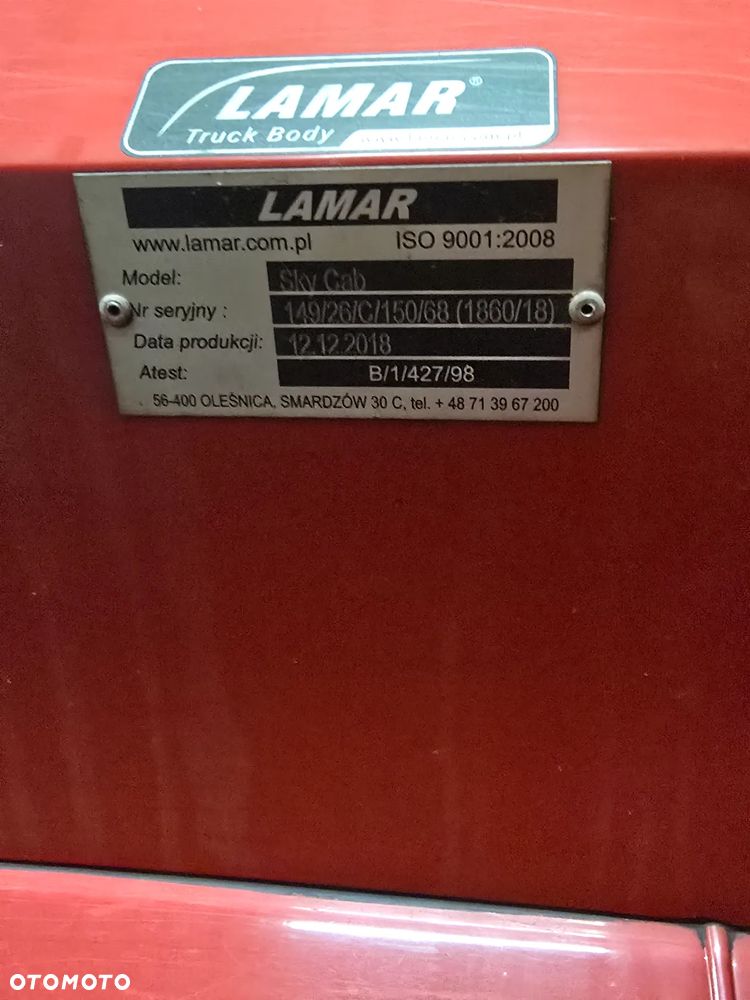 LAMAR®
Truck Body
LAMAR
www.lamar.com.pl ISO 9001:2008
Model: Sky Cab
Nr seryjny : 149/26/C/150/68 (1860/18)
Data produkcji: 12.12.2018
Atest: B/1/427/98
56-400 OLEŚNICA, SMARDZÓW 30 C, tel. + 48 71 39 67 200
OTOMOTO